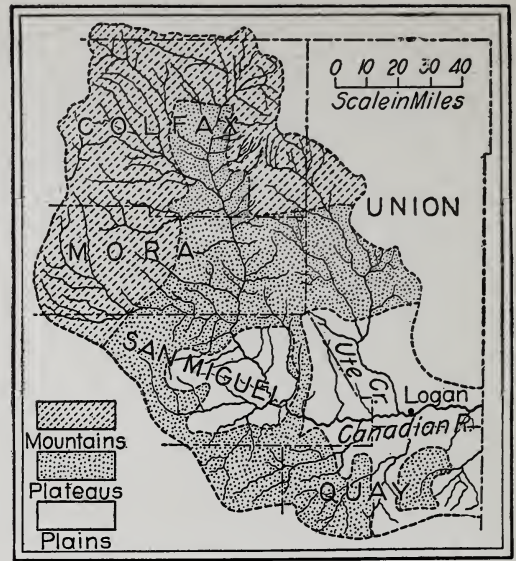 0 10 20 30 40
Scale in Miles
COLFAX
UNION
MORA
SAN MIGUEL
Ute Cr.
Logan
Canadian R.
QUAY
Mountains
Plateaus
Plains